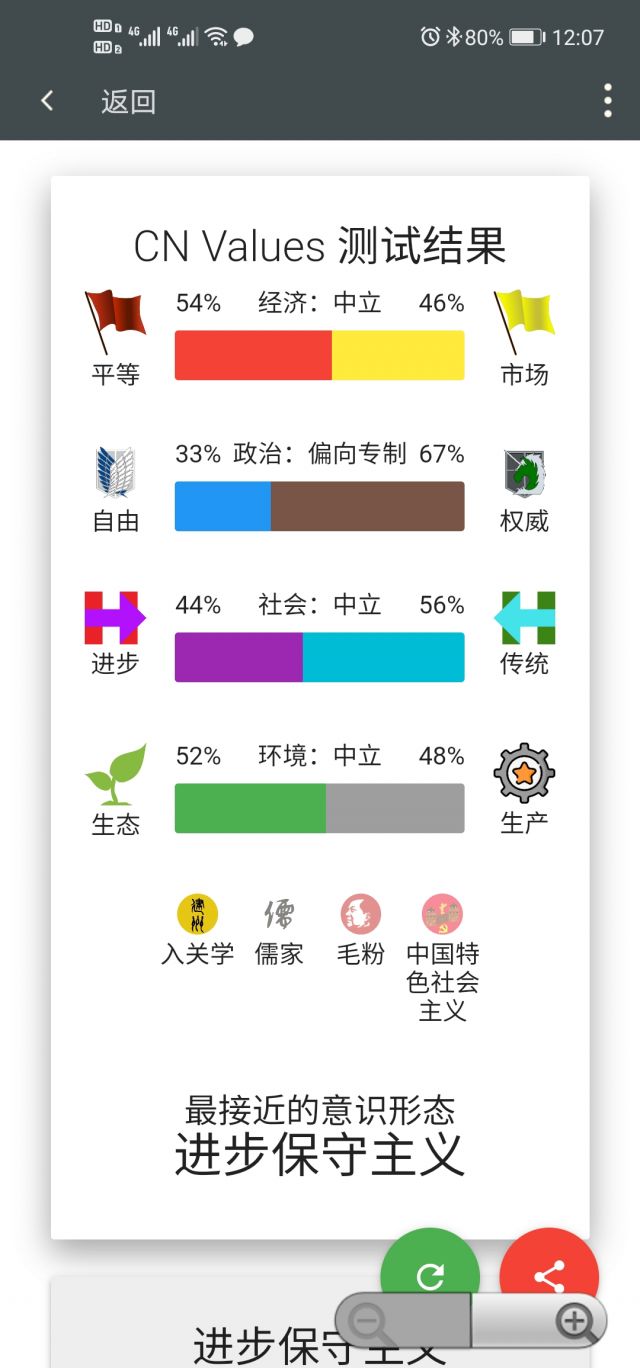 HD 1 4G 4G 80% 12:07
HD 2
返回
CN Values 测试结果
54% 经济：中立 46%
平等 市场
33% 政治：偏向专制 67%
自由 权威
44% 社会：中立 56%
进步 传统
52% 环境：中立 48%
生态 生产
入关学 儒家 毛粉 中国特
色社会
主义
最接近的意识形态
进步保守主义
进步保守主义